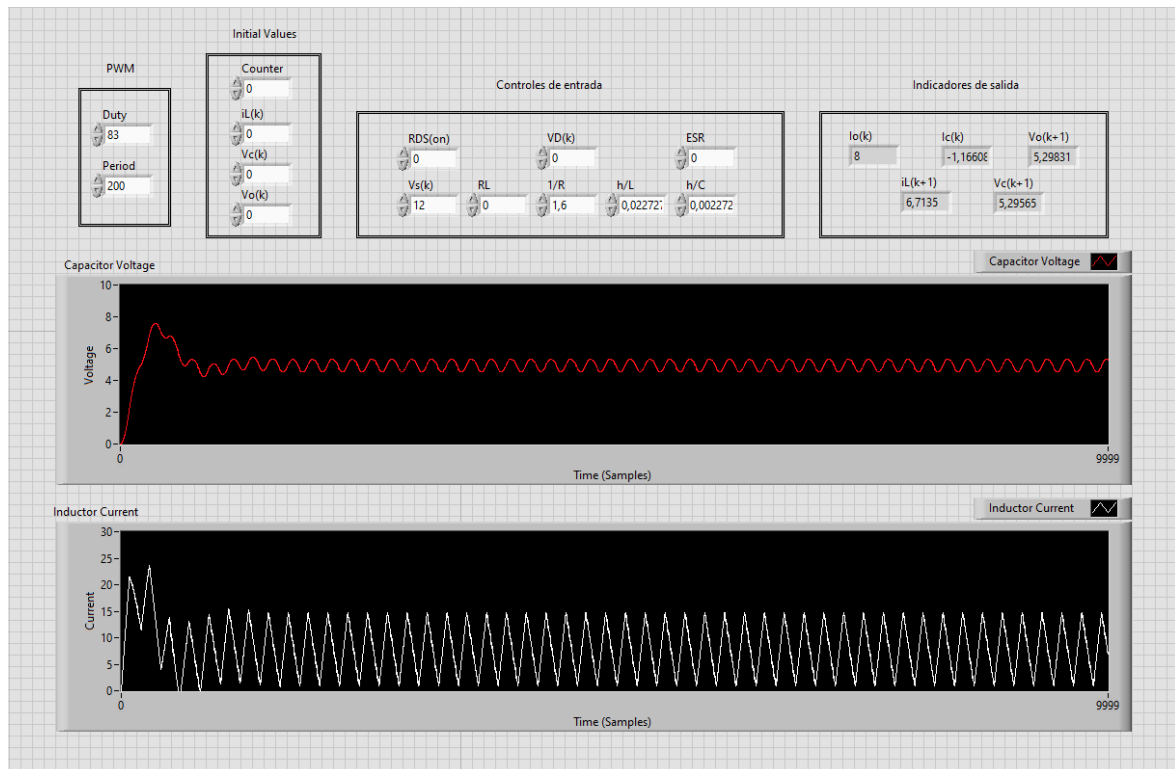 Initial Values
PWM
Counter
0
Controles de entrada
Indicadores de salida
Duty
83
iL(k)
0
RDS(on)
0
VD(k)
0
ESR
0
Io(k)
8
Ic(k)
-1,16608
Vo(k+1)
5,29831
Period
200
Vc(k)
0
Vs(k)
12
RL
0
1/R
1,6
h/L
0,022727
h/C
0,002272
iL(k+1)
6,7135
Vc(k+1)
5,29565
Vo(k)
0
Capacitor Voltage
Capacitor Voltage
10
8
6
4
2
0
Voltage
0
9999
Time (Samples)
Inductor Current
Inductor Current
30
25
20
15
10
5
0
Current
0
9999
Time (Samples)